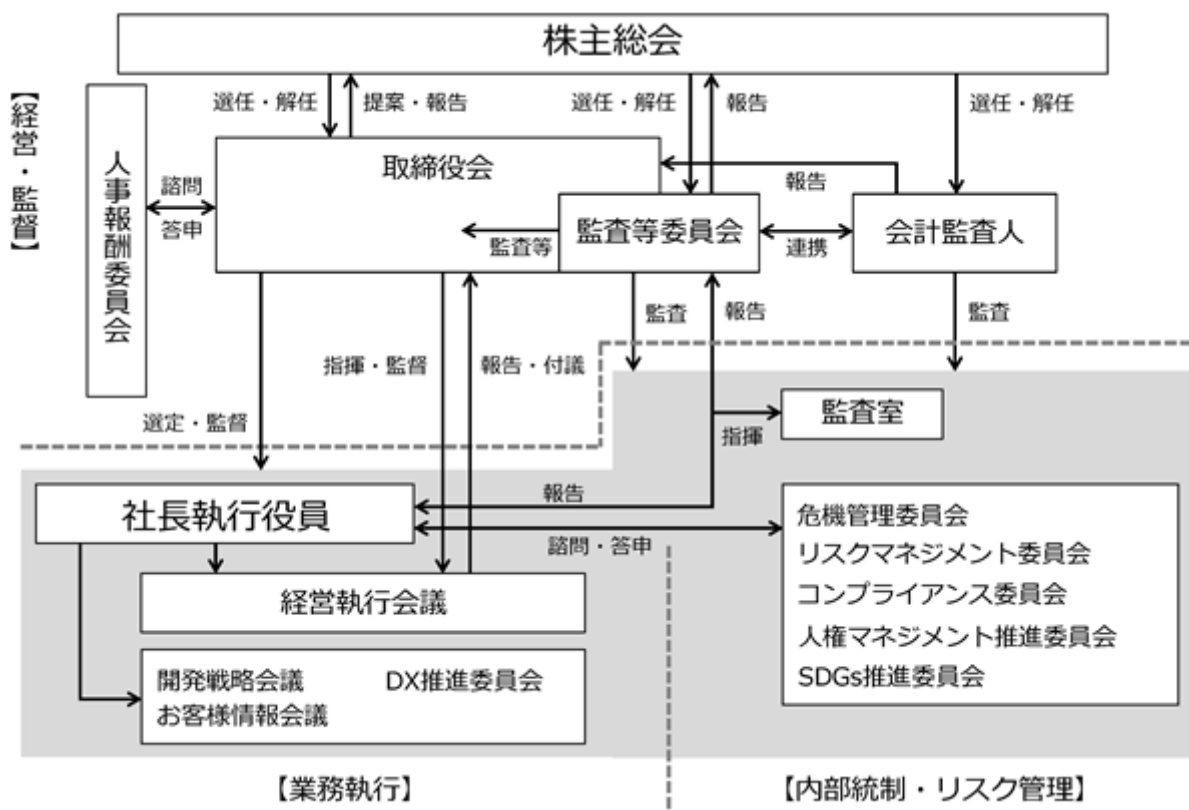 株主総会
【経営・監督】
選任・解任
提案・報告
選任・解任
報告
選任・解任
人事報酬委員会
諮問
答申
取締役会
報告
監査等
監査等委員会
連携
会計監査人
監査
報告
監査
指揮・監督
報告・付議
選定・監督
監査室
指揮
社長執行役員
報告
諮問・答申
経営執行会議
開発戦略会議 DX推進委員会
お客様情報会議
危機管理委員会
リスクマネジメント委員会
コンプライアンス委員会
人権マネジメント推進委員会
SDGs推進委員会
【業務執行】
【内部統制・リスク管理】